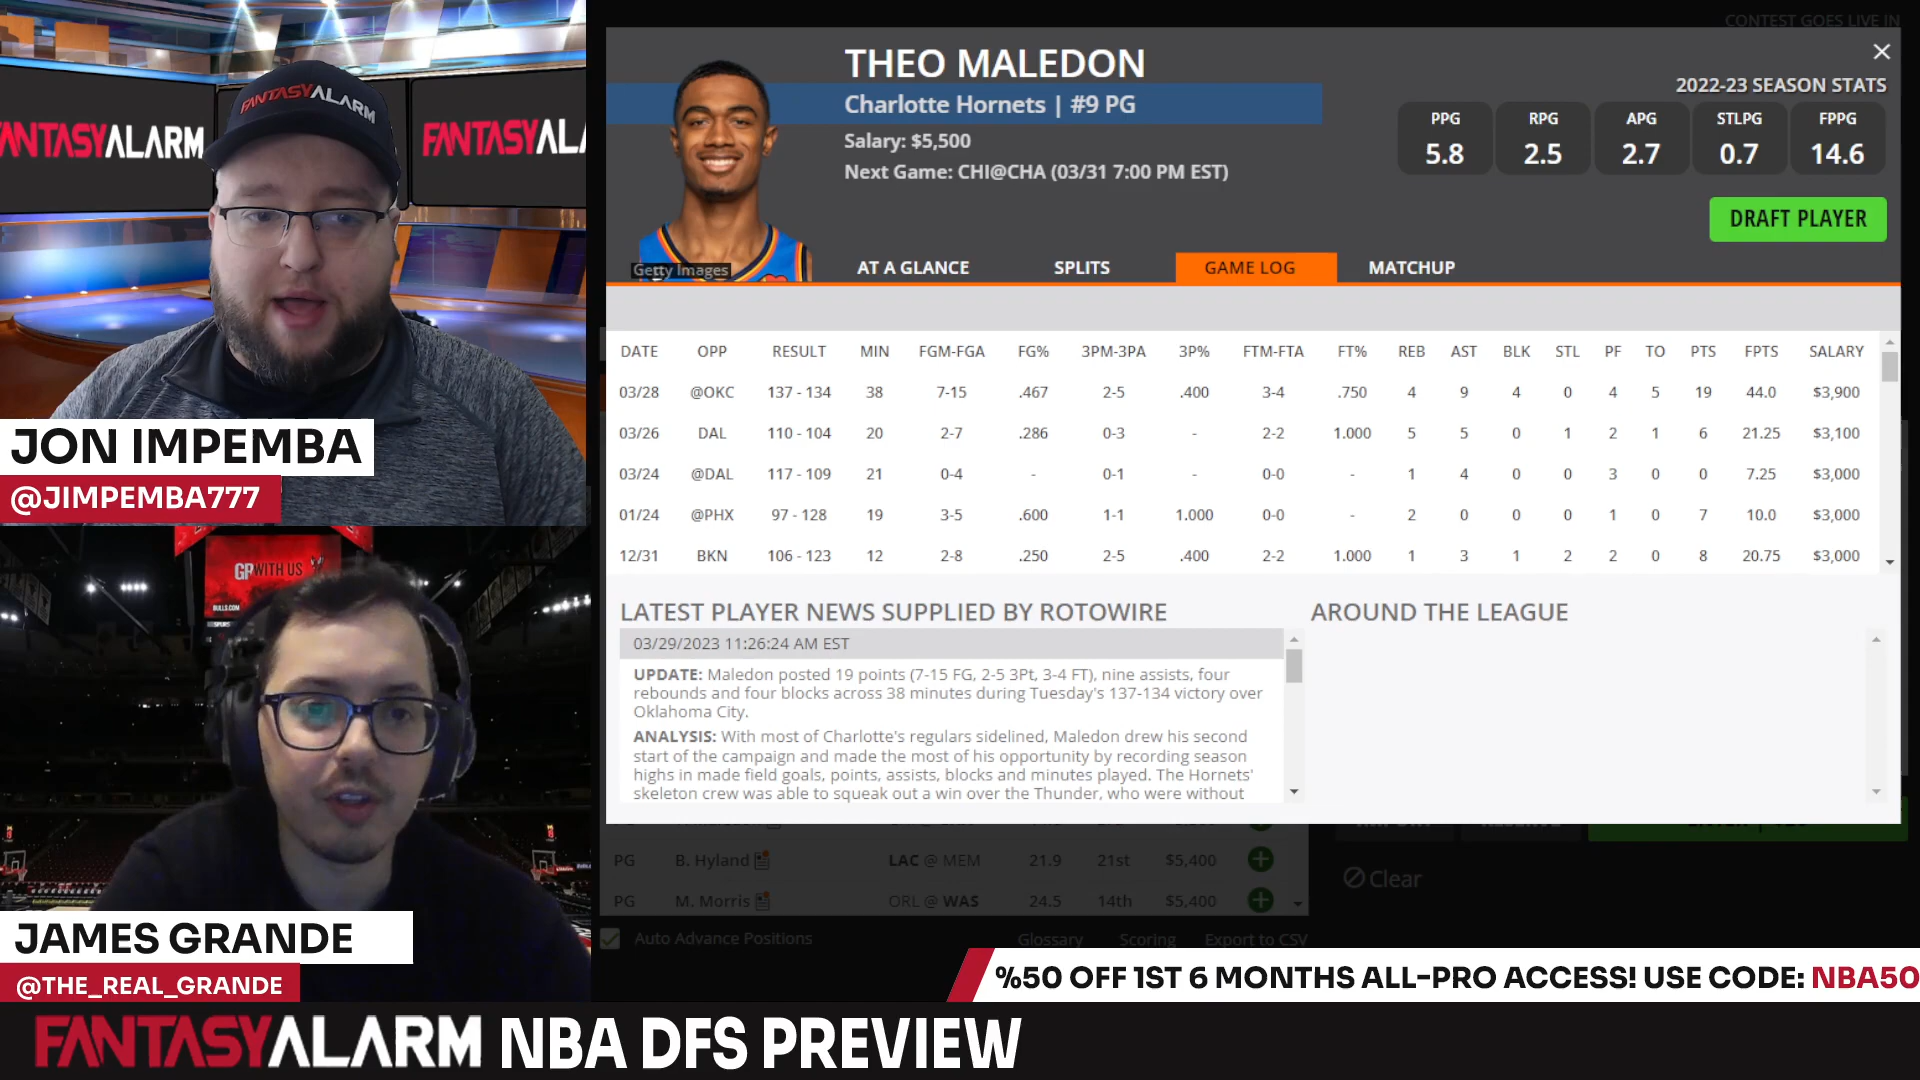 CONTEST GOES LIVE IN
FANTASYALARM
FANTASYALARM
FANTASYAL
JON IMPEMBA
@JIMPEMBA777
GP WITH US
BULLS.COM
JAMES GRANDE
@THE_REAL_GRANDE
THEO MALEDON
Charlotte Hornets | #9 PG
Salary: $5,500
Next Game: CHI@CHA (03/31 7:00 PM EST)
Getty Images
2022-23 SEASON STATS
PPG RPG APG STLPG FPPG
5.8 2.5 2.7 0.7 14.6
DRAFT PLAYER
AT A GLANCE SPLITS GAME LOG MATCHUP
DATE OPP RESULT MIN FGM-FGA FG% 3PM-3PA 3P% FTM-FTA FT% REB AST BLK STL PF TO PTS FPTS SALARY
03/28 @OKC 137 - 134 38 7-15 .467 2-5 .400 3-4 .750 4 9 4 0 4 5 19 44.0 $3,900
03/26 DAL 110 - 104 20 2-7 .286 0-3 - 2-2 1.000 5 5 0 1 2 1 6 21.25 $3,100
03/24 @DAL 117 - 109 21 0-4 - 0-1 - 0-0 - 1 4 0 0 3 0 0 7.25 $3,000
01/24 @PHX 97 - 128 19 3-5 .600 1-1 1.000 0-0 - 2 0 0 0 1 0 7 10.0 $3,000
12/31 BKN 106 - 123 12 2-8 .250 2-5 .400 2-2 1.000 1 3 1 2 2 0 8 20.75 $3,000
LATEST PLAYER NEWS SUPPLIED BY ROTOWIRE
03/29/2023 11:26:24 AM EST
UPDATE: Maledon posted 19 points (7-15 FG, 2-5 3Pt, 3-4 FT), nine assists, four
rebounds and four blocks across 38 minutes during Tuesday's 137-134 victory over
Oklahoma City.
ANALYSIS: With most of Charlotte's regulars sidelined, Maledon drew his second
start of the campaign and made the most of his opportunity by recording season
highs in made field goals, points, assists, blocks and minutes played. The Hornets'
skeleton crew was able to squeak out a win over the Thunder, who were without
AROUND THE LEAGUE
PG B. Hyland LAC @ MEM 21.9 21st $5,400
PG M. Morris ORL @ WAS 24.5 14th $5,400
Clear
Auto Advance Positions Glossary Scoring Export to CSV
%50 OFF 1ST 6 MONTHS ALL-PRO ACCESS! USE CODE: NBA50
FANTASYALARM NBA DFS PREVIEW